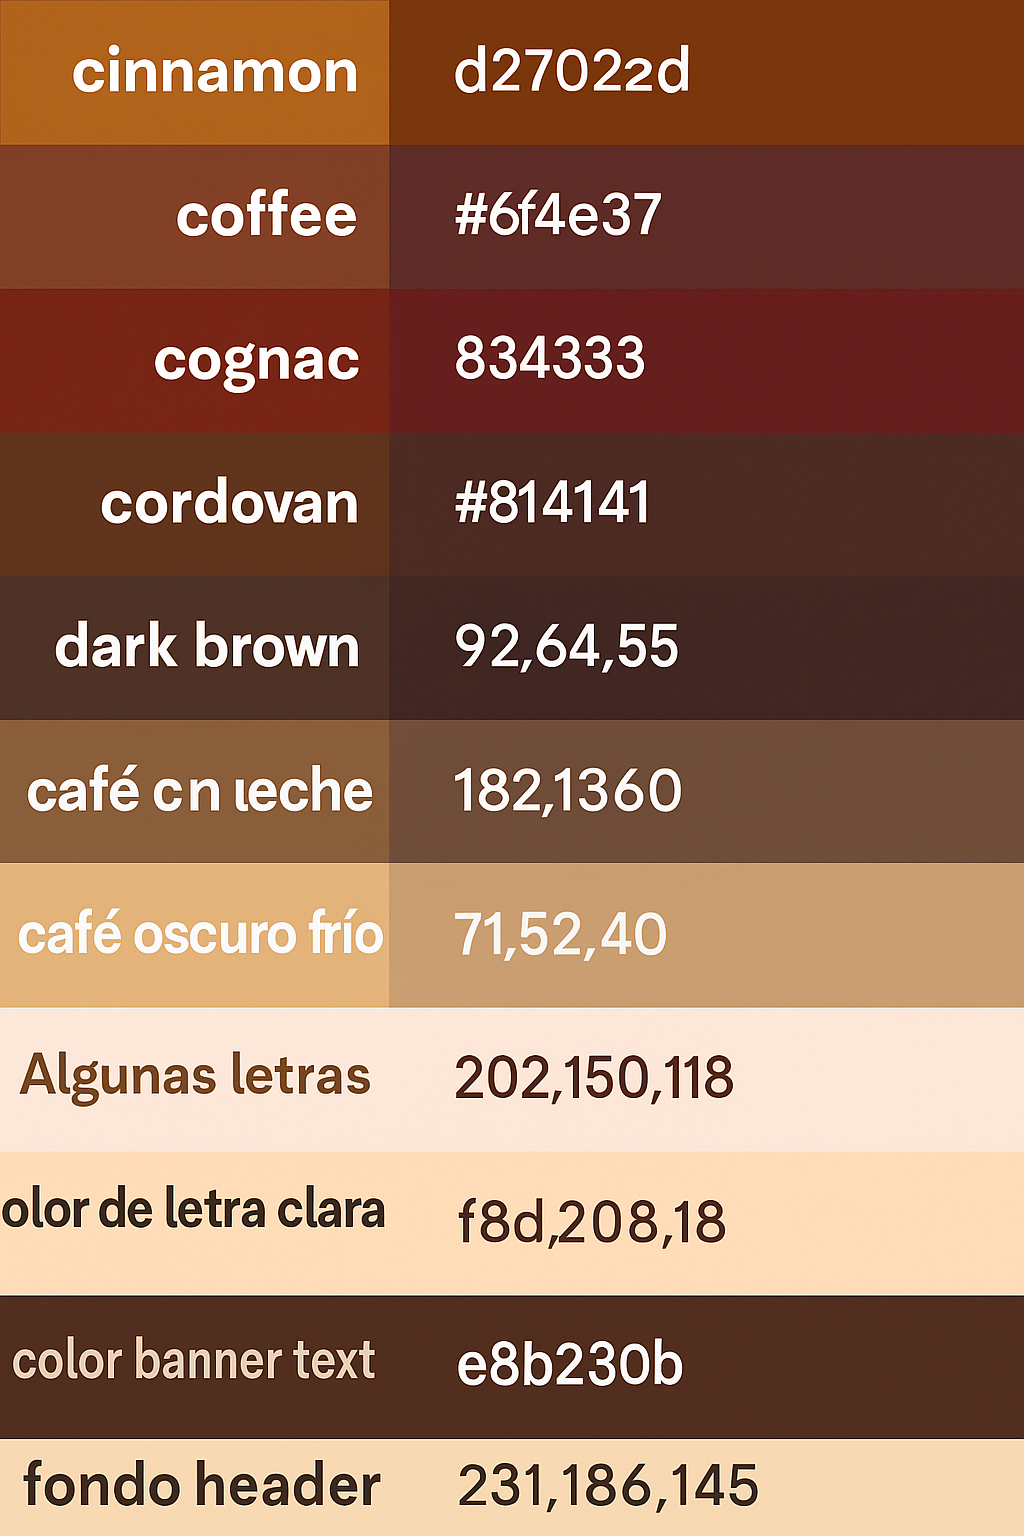 cinnamon d27022d
coffee #6f4e37
cognac 834333
cordovan #814141
dark brown 92,64,55
café cn ıeche 182,1360
café oscuro frío 71,52,40
Algunas letras 202,150,118
olor de letra clara f8d,208,18
color banner text e8b230b
fondo header 231,186,145